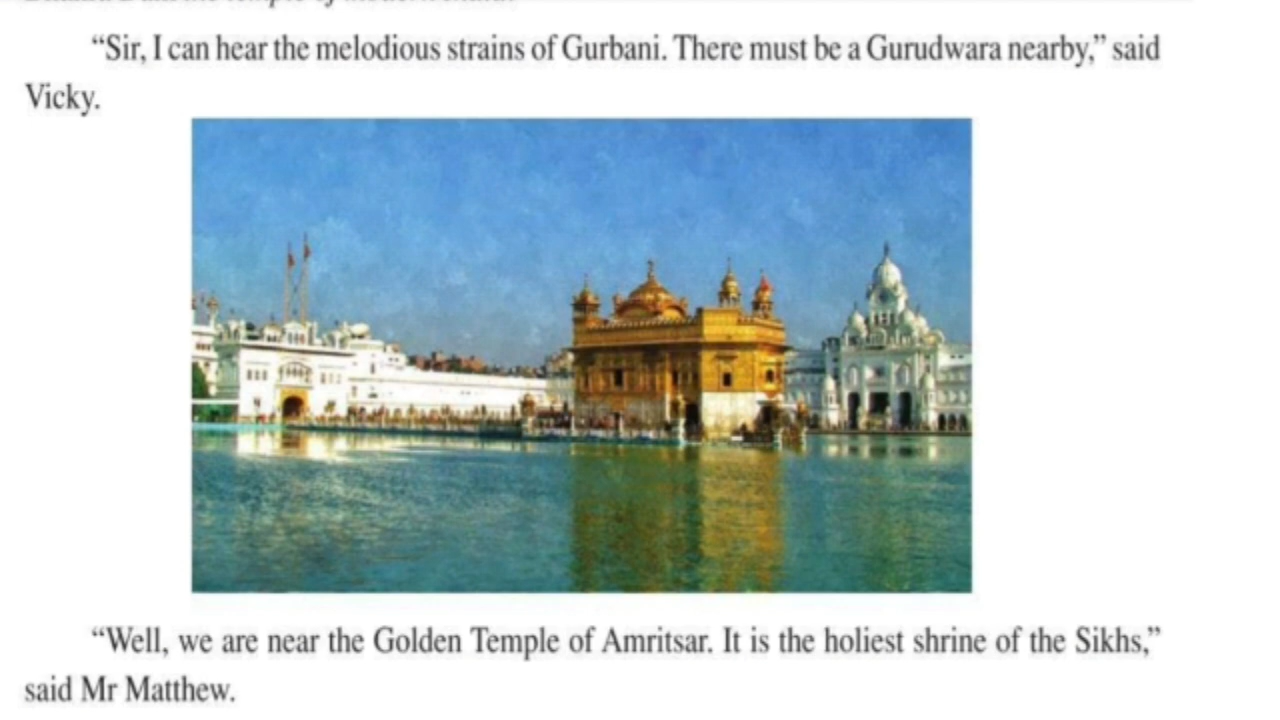 “Sir, I can hear the melodious strains of Gurbani. There must be a Gurudwara nearby,” said
Vicky.
“Well, we are near the Golden Temple of Amritsar. It is the holiest shrine of the Sikhs,”
said Mr Matthew.